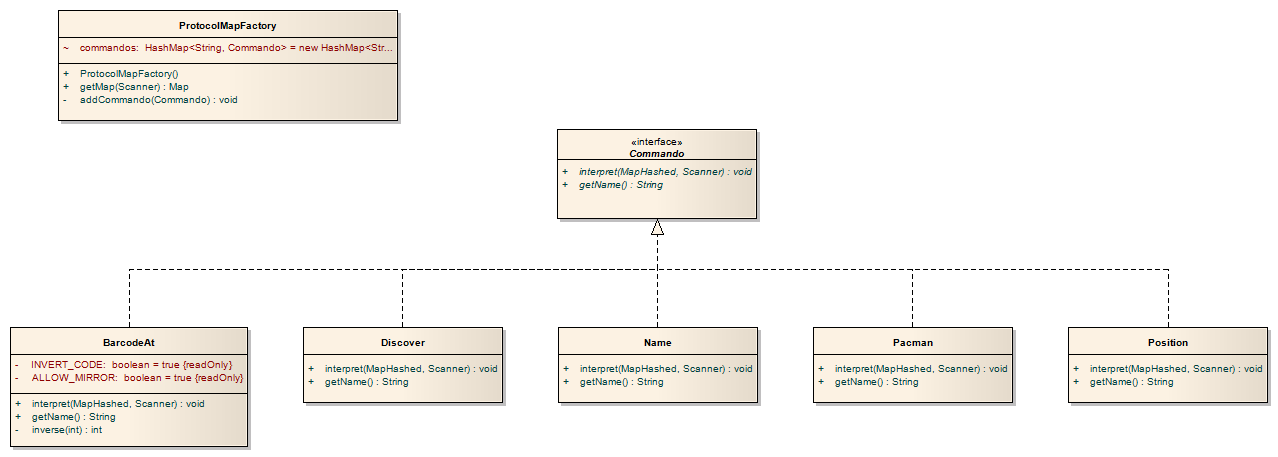 ProtocolMapFactory
~ commandos: HashMap<String, Commando> = new HashMap<Str...
+ ProtocolMapFactory()
+ getMap(Scanner) : Map
- addCommando(Commando) : void
«interface»
Commando
+ interpret(MapHashed, Scanner) : void
+ getName() : String
BarcodeAt
- INVERT_CODE: boolean = true {readOnly}
- ALLOW_MIRROR: boolean = true {readOnly}
+ interpret(MapHashed, Scanner) : void
+ getName() : String
- inverse(int) : int
Discover
+ interpret(MapHashed, Scanner) : void
+ getName() : String
Name
+ interpret(MapHashed, Scanner) : void
+ getName() : String
Pacman
+ interpret(MapHashed, Scanner) : void
+ getName() : String
Position
+ interpret(MapHashed, Scanner) : void
+ getName() : String